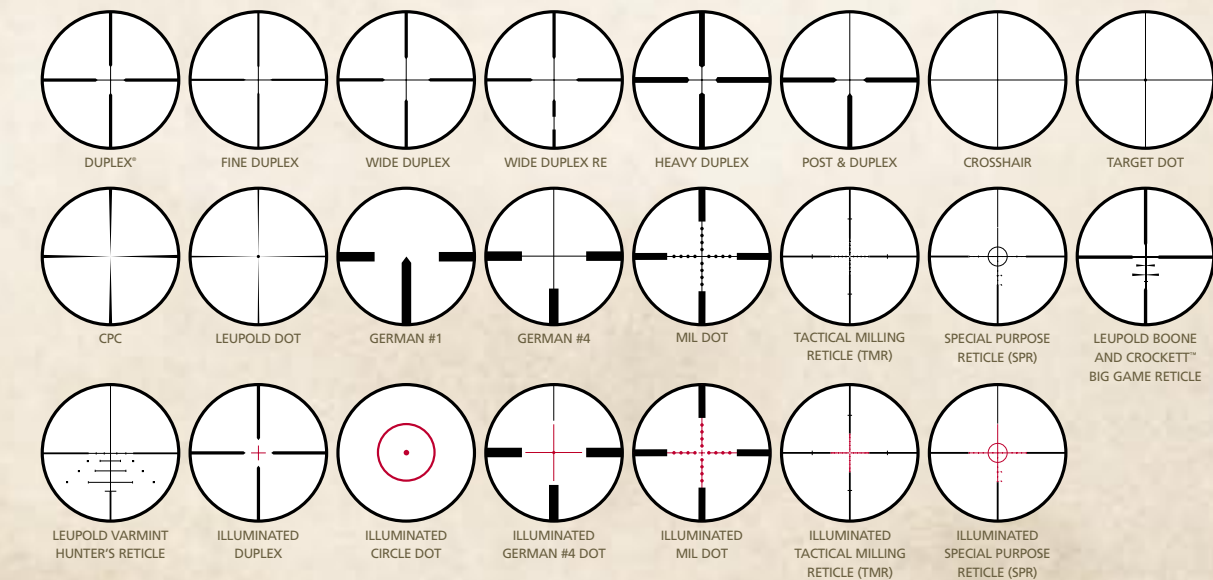 DUPLEX®
FINE DUPLEX
WIDE DUPLEX
WIDE DUPLEX RE
HEAVY DUPLEX
POST & DUPLEX
CROSSHAIR
TARGET DOT
CPC
LEUPOLD DOT
GERMAN #1
GERMAN #4
MIL DOT
TACTICAL MILLING
RETICLE (TMR)
SPECIAL PURPOSE
RETICLE (SPR)
LEUPOLD BOONE
AND CROCKETT™
BIG GAME RETICLE
LEUPOLD VARMINT
HUNTER'S RETICLE
ILLUMINATED
DUPLEX
ILLUMINATED
CIRCLE DOT
ILLUMINATED
GERMAN #4 DOT
ILLUMINATED
MIL DOT
ILLUMINATED
TACTICAL MILLING
RETICLE (TMR)
ILLUMINATED
SPECIAL PURPOSE
RETICLE (SPR)